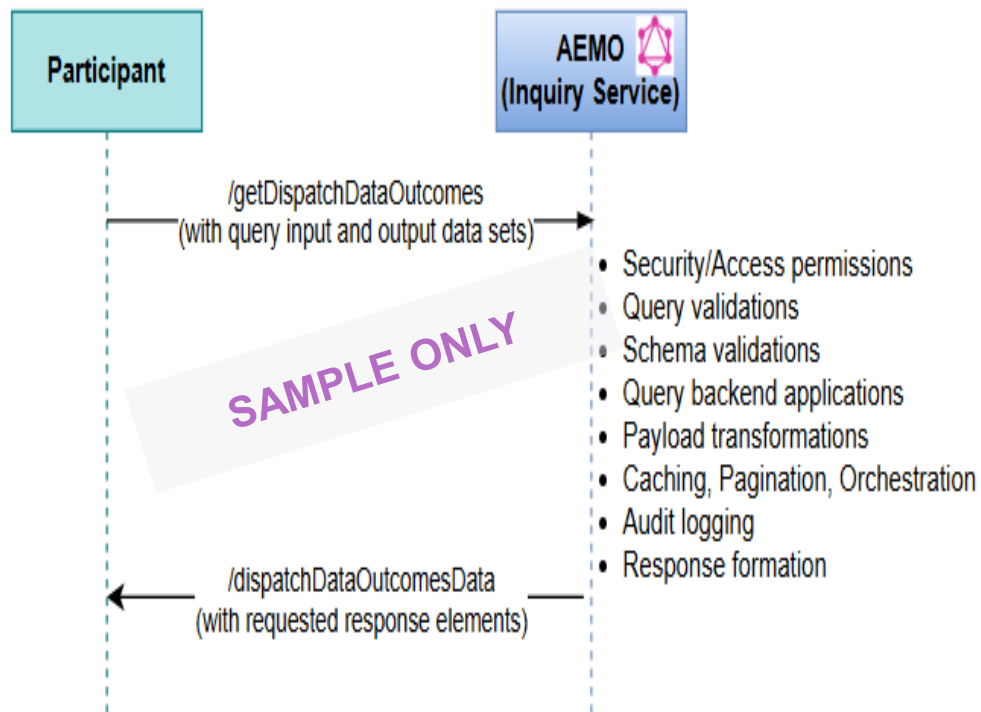 Participant
AEMO
(Inquiry Service)
/getDispatchDataOutcomes
(with query input and output data sets)
• Security/Access permissions
• Query validations
• Schema validations
• Query backend applications
• Payload transformations
• Caching, Pagination, Orchestration
• Audit logging
• Response formation
SAMPLE ONLY
/dispatchDataOutcomesData
(with requested response elements)